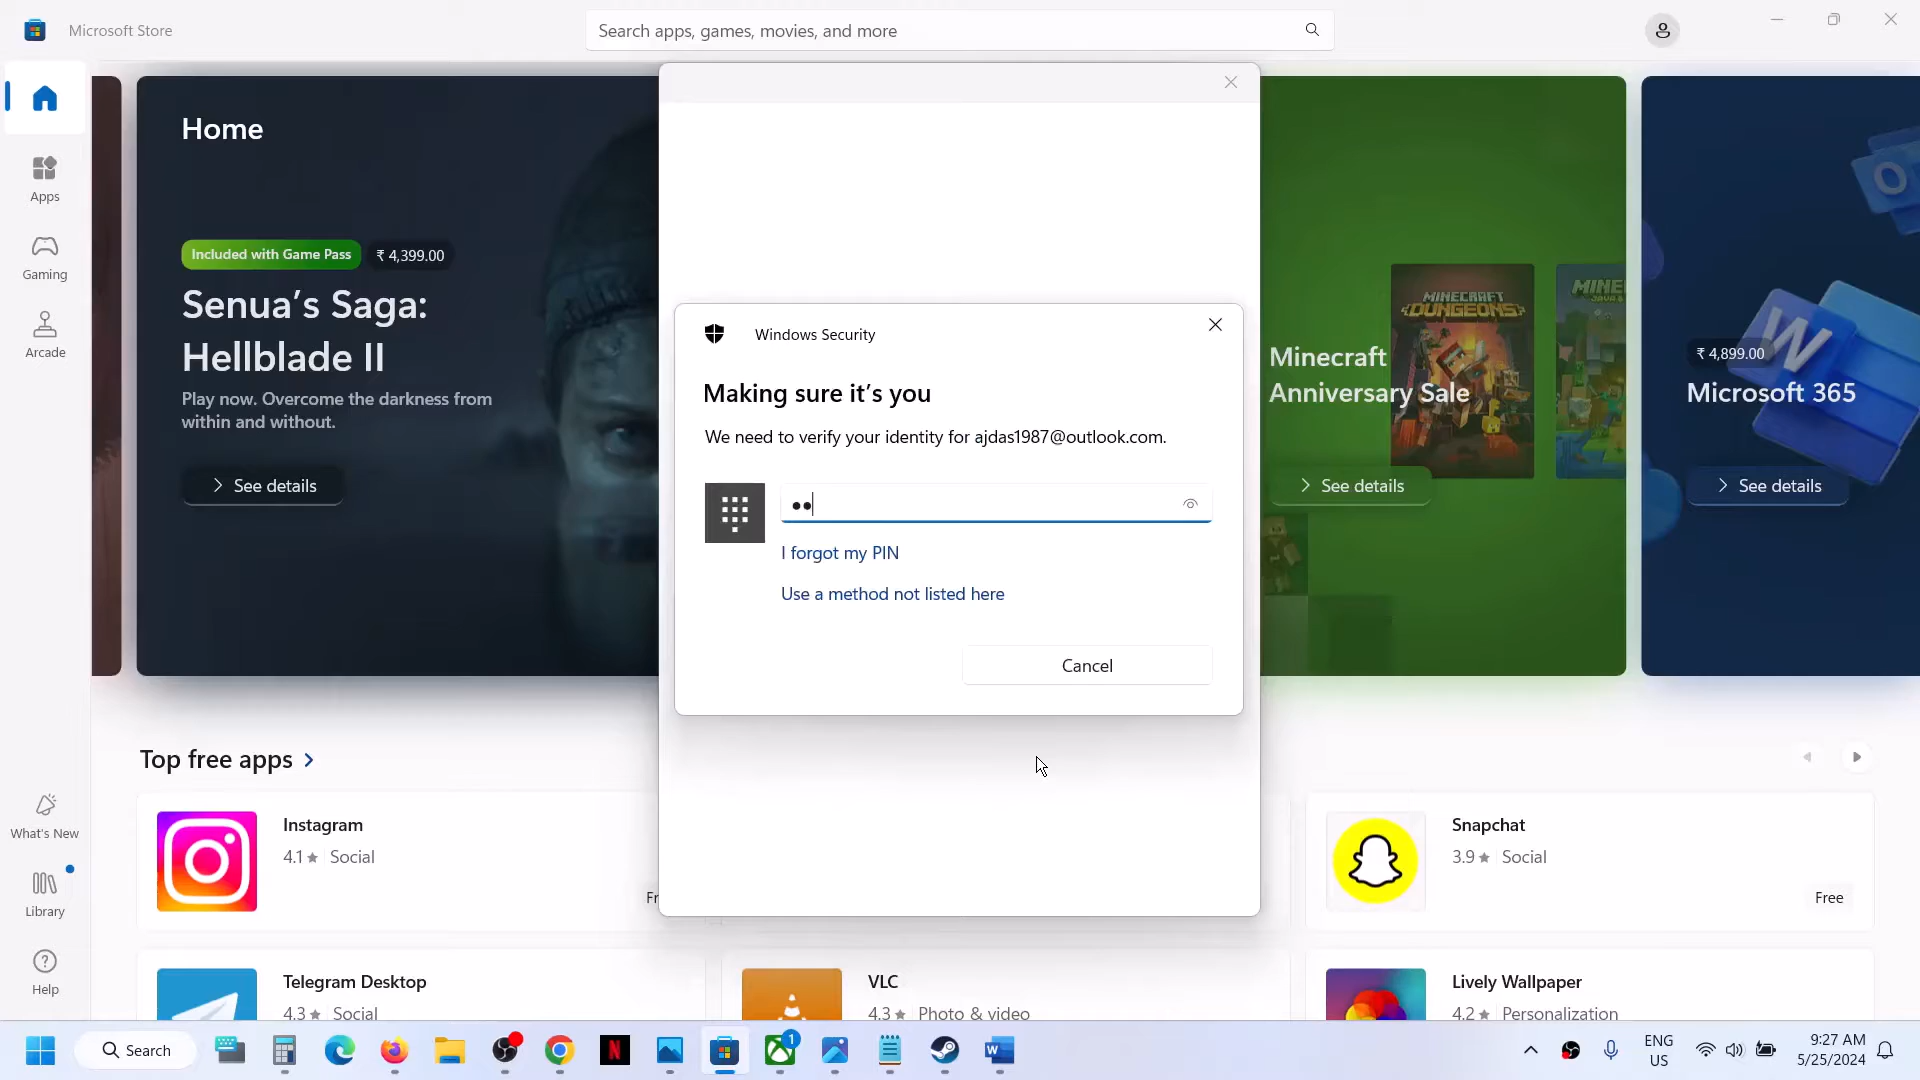 Microsoft Store
Search apps, games, movies, and more
Home
Apps
Gaming
Arcade
What's New
Library
Help
Home
Included with Game Pass
₹ 4,399.00
Senua's Saga:
Hellblade II
Play now. Overcome the darkness from
within and without.
See details
Windows Security
Making sure it's you
We need to verify your identity for ajdas1987@outlook.com.
I forgot my PIN
Use a method not listed here
Cancel
MINECRAFT
DUNGEONS
Minecraft
Anniversary Sale
See details
₹ 4,899.00
Microsoft 365
See details
Top free apps
Instagram
4.1 Social
Snapchat
3.9 Social
Free
Telegram Desktop
4.3 Social
VLC
4.3 Photo & video
Lively Wallpaper
4.2 Personalization
Search
1
ENG
US
9:27 AM
5/25/2024